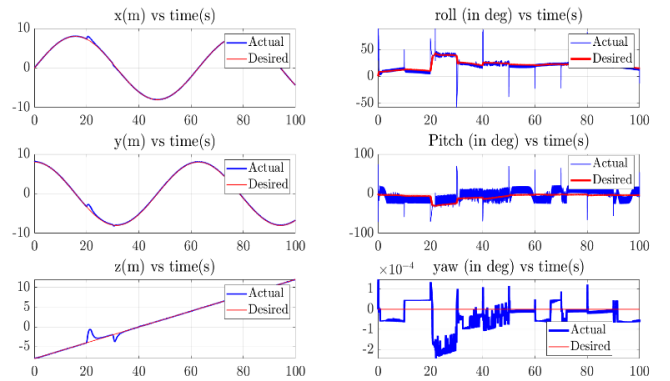 x(m) vs time(s)
10
0
-10
0 20 40 60 80 100
Actual
Desired
roll (in deg) vs time(s)
50
0
-50
0 20 40 60 80 100
Actual
Desired
y(m) vs time(s)
10
0
-10
0 20 40 60 80 100
Actual
Desired
Pitch (in deg) vs time(s)
100
0
100
0 20 40 60 80 100
Actual
Desired
z(m) vs time(s)
10
5
0
-5
0 20 40 60 80 100
Actual
Desired
×10⁻⁴
yaw (in deg) vs time(s)
1
0
-1
-2
0 20 40 60 80 100
Actual
Desired